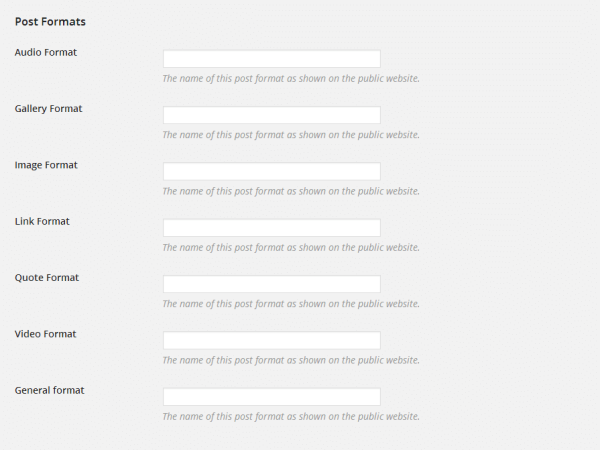 Post Formats
Audio Format
The name of this post format as shown on the public website.
Gallery Format
The name of this post format as shown on the public website.
Image Format
The name of this post format as shown on the public website.
Link Format
The name of this post format as shown on the public website.
Quote Format
The name of this post format as shown on the public website.
Video Format
The name of this post format as shown on the public website.
General format
The name of this post format as shown on the public website.